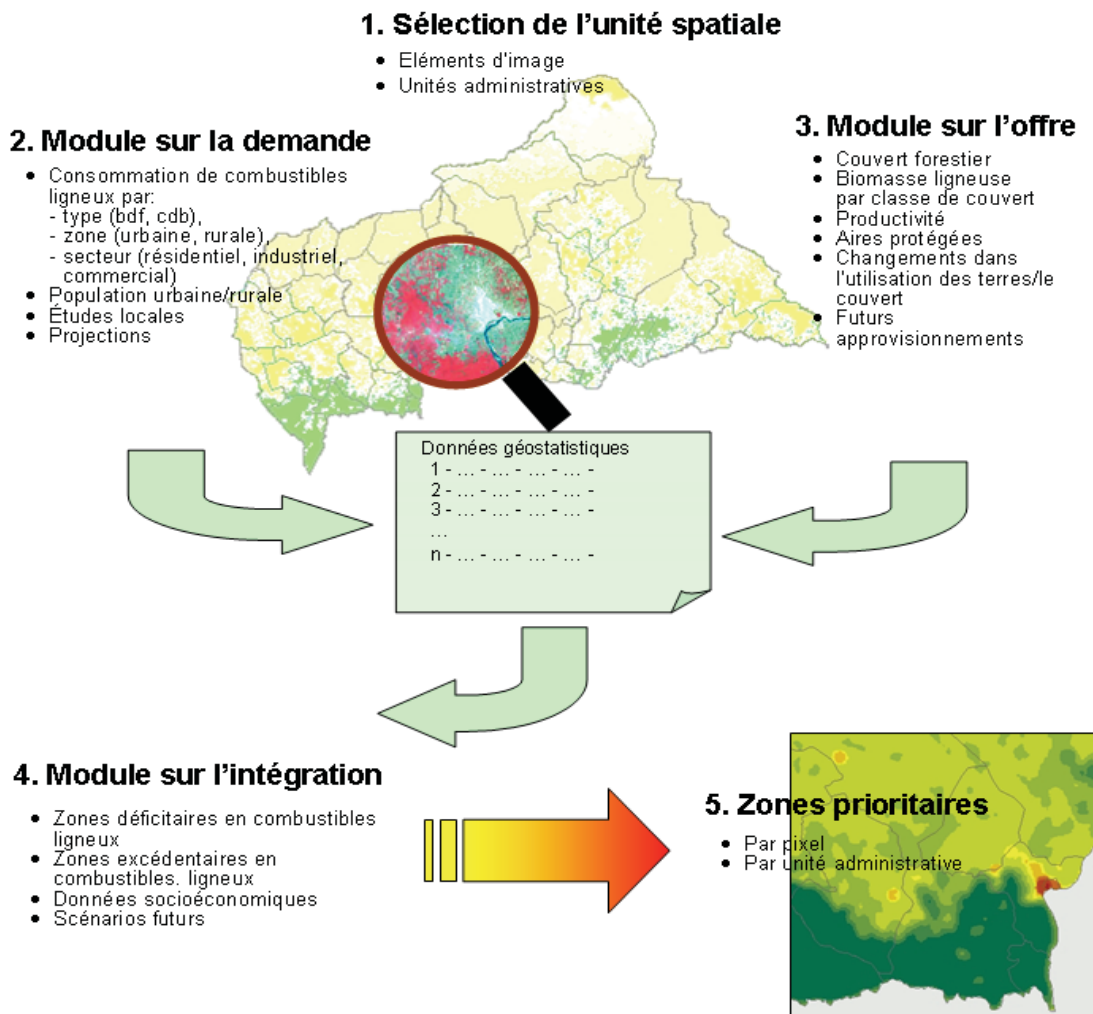 1. Sélection de l’unité spatiale
• Eléments d'image
• Unités administratives
2. Module sur la demande
• Consommation de combustibles
ligneux par:
- type (bdf, cdb),
- zone (urbaine, rurale),
- secteur (résidentiel, industriel,
commercial)
• Population urbaine/rurale
• Études locales
• Projections
3. Module sur l’offre
• Couvert forestier
• Biomasse ligneuse
par classe de couvert
• Productivité
• Aires protégées
• Changements dans
l'utilisation des terres/le
couvert
• Futurs
approvisionnements
Données géostatistiques
1 - ... - ... - ... - ... -
2 - ... - ... - ... - ... -
3 - ... - ... - ... - ... -
...
n - ... - ... - ... - ... -
4. Module sur l’intégration
• Zones déficitaires en combustibles
ligneux
• Zones excédentaires en
combustibles. ligneux
• Données socioéconomiques
• Scénarios futurs
5. Zones prioritaires
• Par pixel
• Par unité administrative